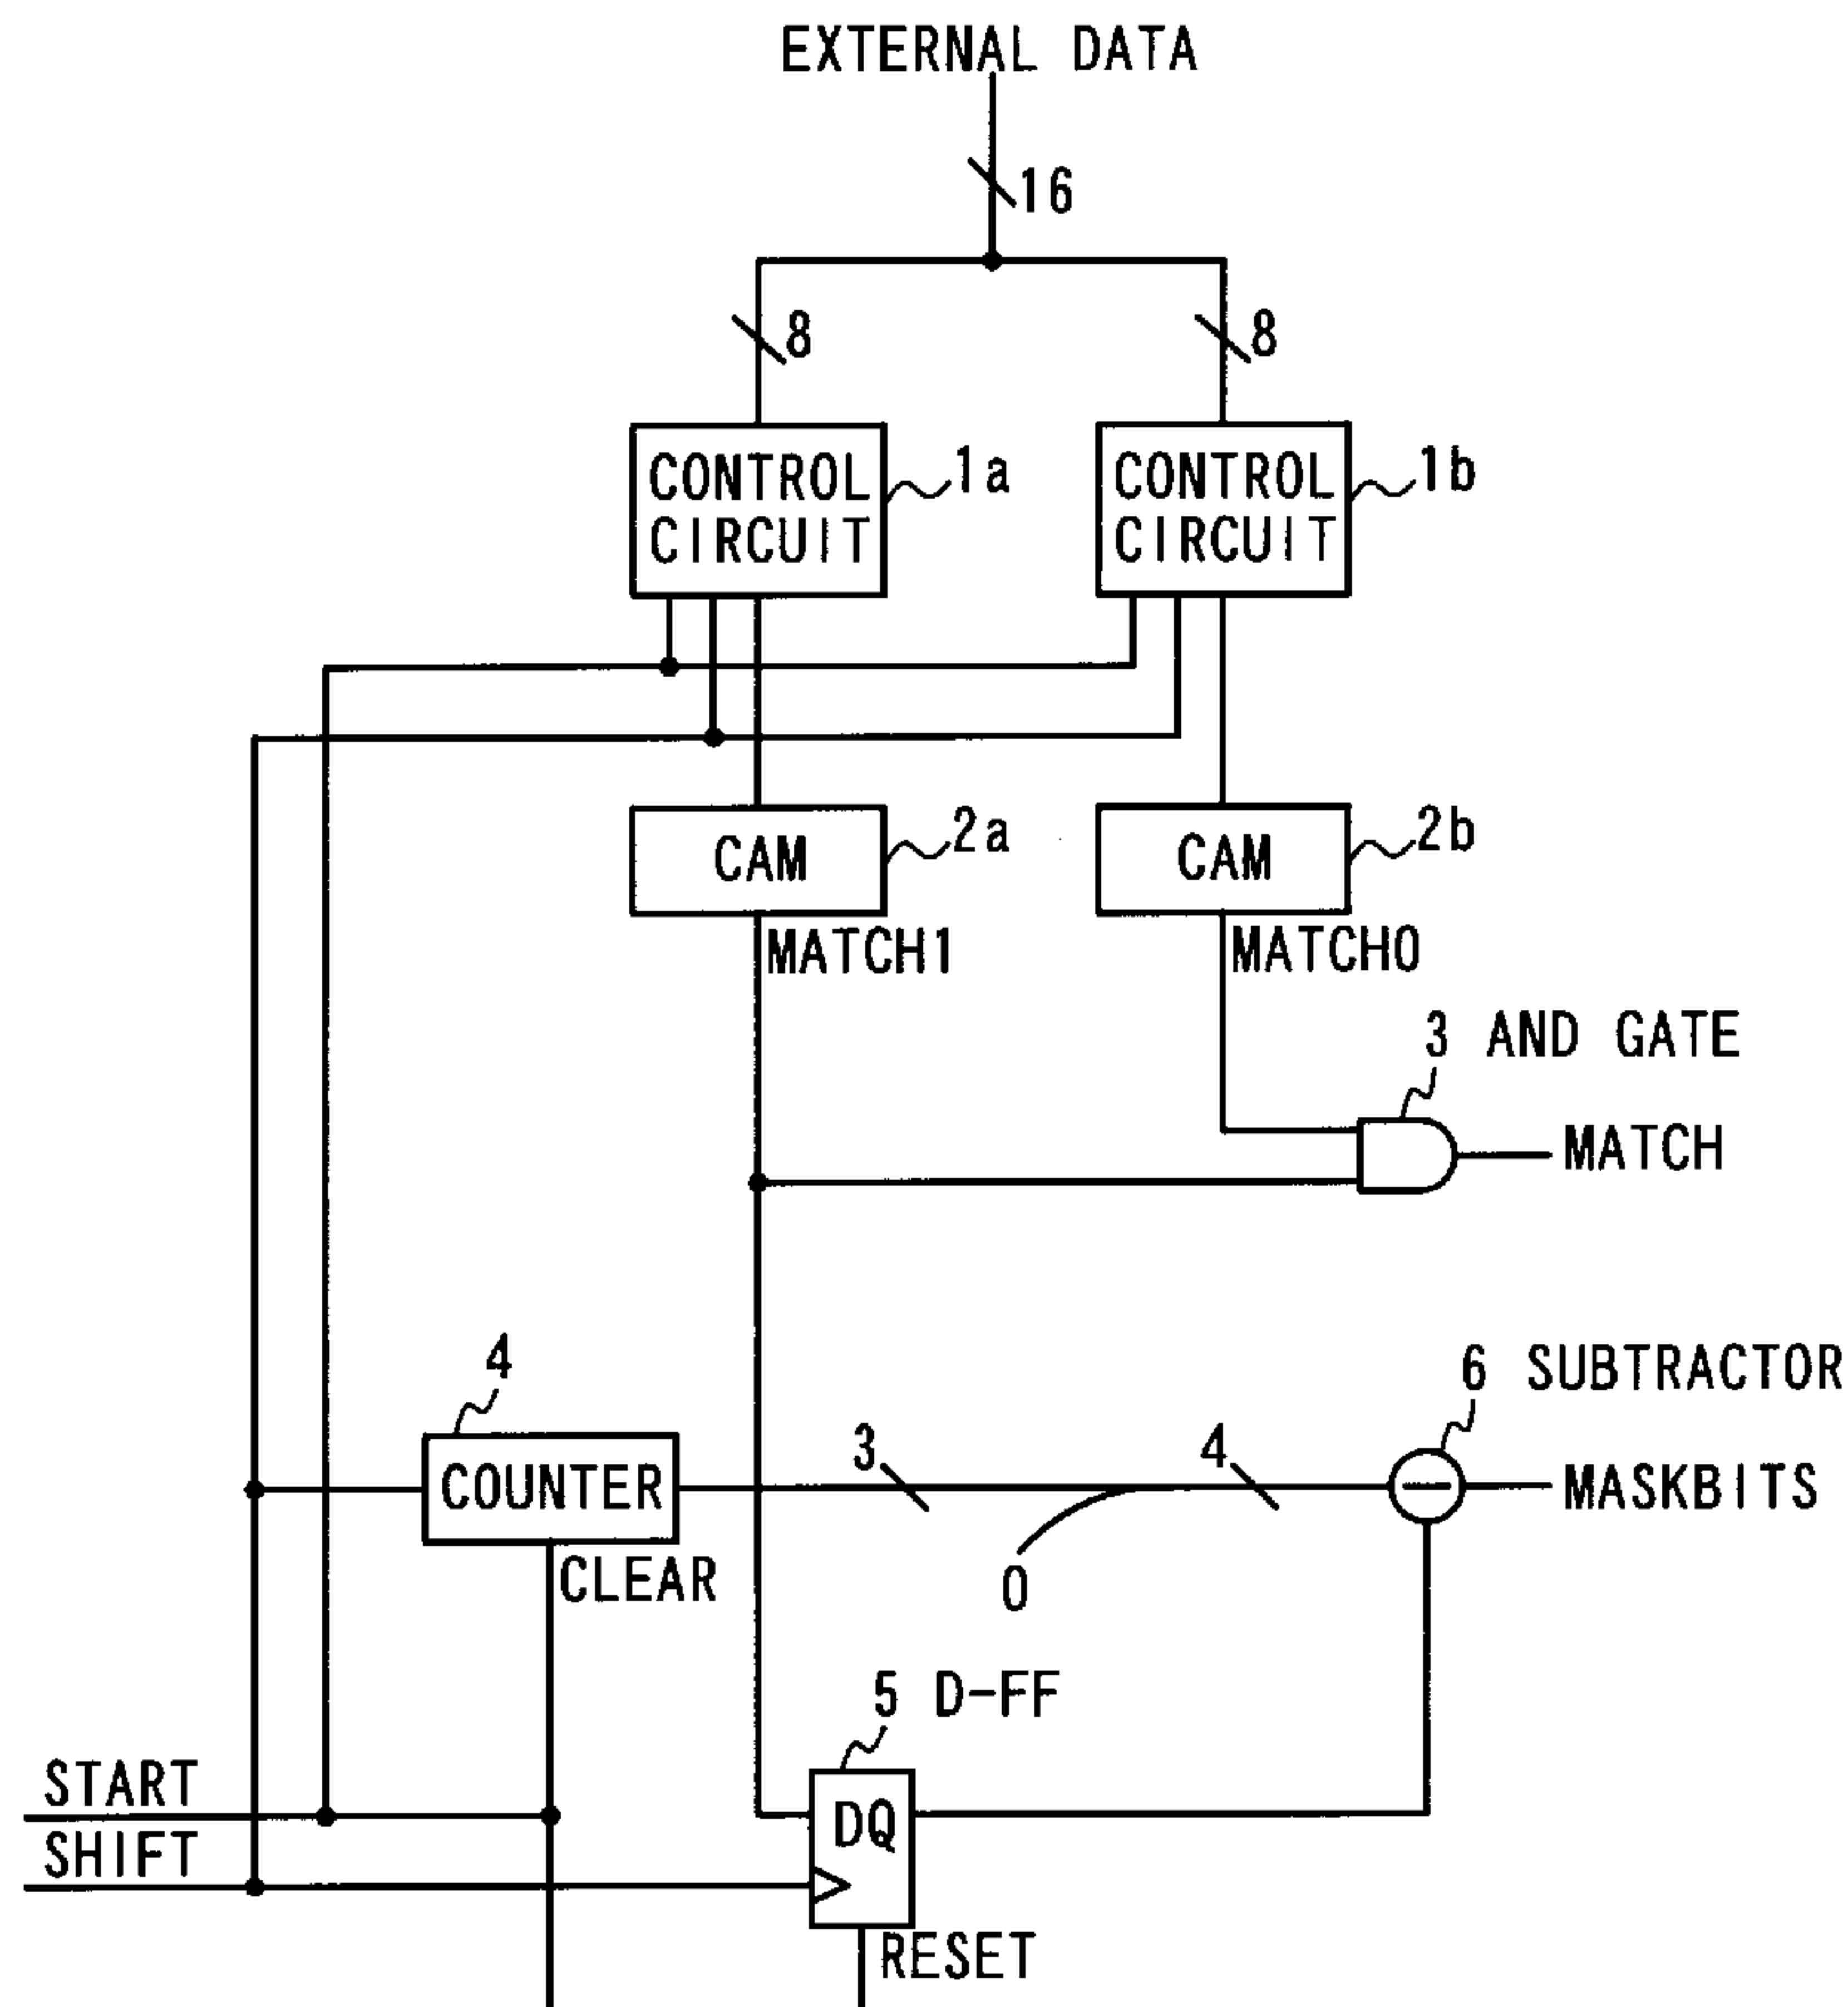 EXTERNAL DATA
16
8
8
CONTROL
CIRCUIT
1a
CONTROL
CIRCUIT
1b
CAM
2a
CAM
2b
MATCH1
MATCH0
3 AND GATE
MATCH
4
COUNTER
CLEAR
3
0
4
6 SUBTRACTOR
MASKBITS
5 D-FF
DQ
RESET
START
SHIFT